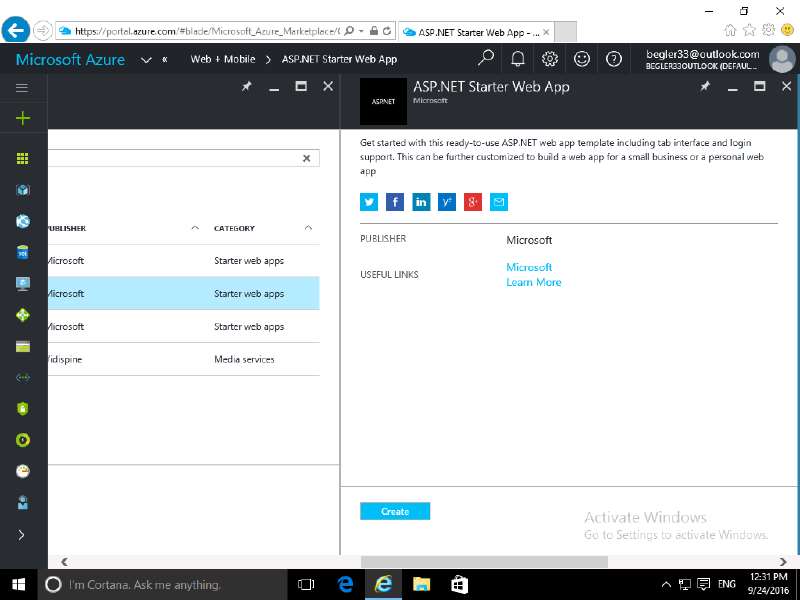 https://portal.azure.com/#blade/Microsoft_Azure_Marketplace/
ASP.NET Starter Web App - ...
Microsoft Azure
«
Web + Mobile > ASP.NET Starter Web App
begler33@outlook.com
BEGLER33OUTLOOK (DEFAUL...
ASP.NET
ASP.NET Starter Web App
Microsoft
Get started with this ready-to-use ASP.NET web app template including tab interface and login
support. This can be further customized to build a web app for a small business or a personal web
app
PUBLISHER
Microsoft
USEFUL LINKS
Microsoft
Learn More
Create
UBLISHER
CATEGORY
Microsoft
Starter web apps
Microsoft
Starter web apps
Microsoft
Starter web apps
idispine
Media services
Activate Windows
Go to Settings to activate Windows.
I'm Cortana. Ask me anything.
ENG
12:31 PM
9/24/2016